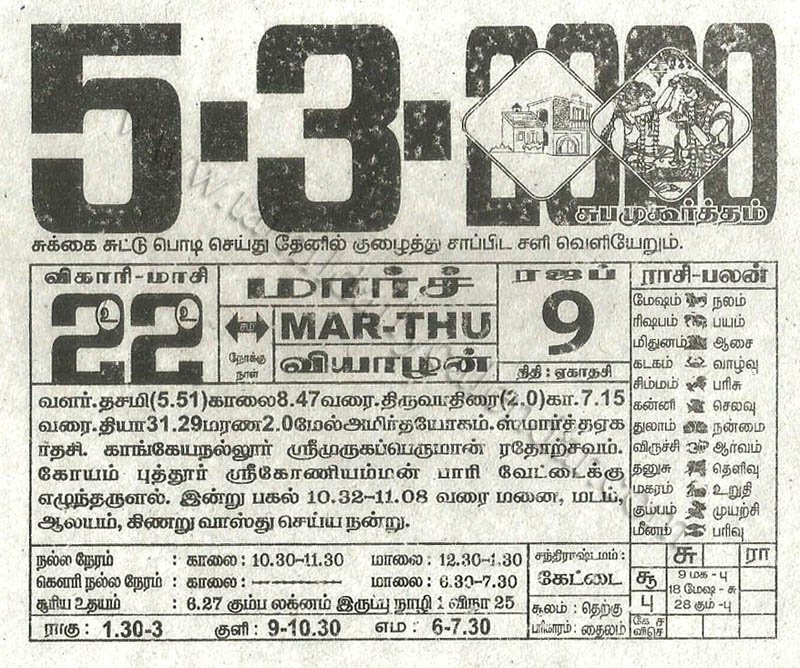 5-3-2020
சுபமுகூர்த்தம்
சுக்கை சுட்டு பொடி செய்து தேனில் குழைத்து சாப்பிட சளி வெளியேறும்.
விகாரி-மாசி
22
உ உ
சம
நோக்கு
நாள்
மார்ச்
MAR-THU
வியாழன்
ரஜப்
9
திதி : ஏகாதசி
வளர்.தசமி(5.51)காலை8.47வரை.திருவாதிரை(2.0)கா.7.15
வரை.தியா31.29மரண2.0மேல்அமிர்தயோகம்.ஸ்மார்த்தஏகா
ர்தசி. காங்கேயநல்லூர் ஸ்ரீமுருகப்பெருமான் ரதோற்சவம்.
கோயம் புத்தூர் ஸ்ரீகோணியம்மன் பாரி வேட்டைக்கு
எழுந்தருளல். இன்று பகல் 10.32-11.08 வரை மனை, மடம்,
ஆலயம், கிணறு வாஸ்து செய்ய நன்று.
ராசி-பலன்
மேஷம் நலம்
ரிஷபம் பயம்
மிதுனம் ஆசை
கடகம் வாழ்வு
சிம்மம் பரிசு
கன்னி செலவு
துலாம் நன்மை
விருச்சி ஆர்வம்
தனுசு தெளிவு
மகரம் உறுதி
கும்பம் முயற்சி
மீனம் பரிவு
நல்ல நேரம் : காலை : 10.30-11.30 மாலை : 12.30-1.30
கௌரி நல்ல நேரம் : காலை : ———— மாலை : 6.30-7.30
சூரிய உதயம் : 6.27 கும்ப லக்னம் இருப்பு நாழி 1 விநா 25
ராகு : 1.30-3 குளி : 9-10.30 எம : 6-7.30
சந்திராஷ்டமம் :
கேட்டை
சூலம் : தெற்கு
பரிகாரம் : தைலம்
சு ரா
சூ
பு
கே ச
விசெ
9 மக - பு
18 மேஷ - சு
28 கும் -பு